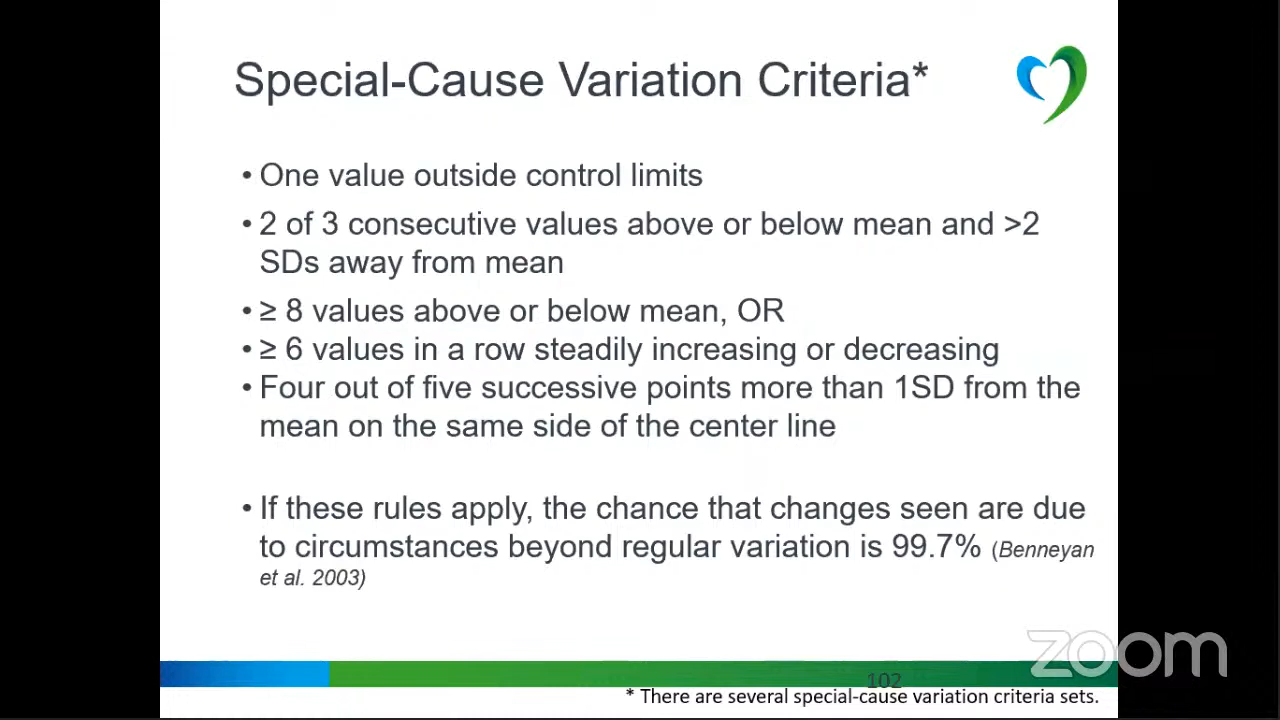 Special-Cause Variation Criteria*
• One value outside control limits
• 2 of 3 consecutive values above or below mean and >2
SDs away from mean
• ≥ 8 values above or below mean, OR
• ≥ 6 values in a row steadily increasing or decreasing
• Four out of five successive points more than 1SD from the
mean on the same side of the center line
• If these rules apply, the chance that changes seen are due
to circumstances beyond regular variation is 99.7% (Benneyan
et al. 2003)
zoom
102
* There are several special-cause variation criteria sets.